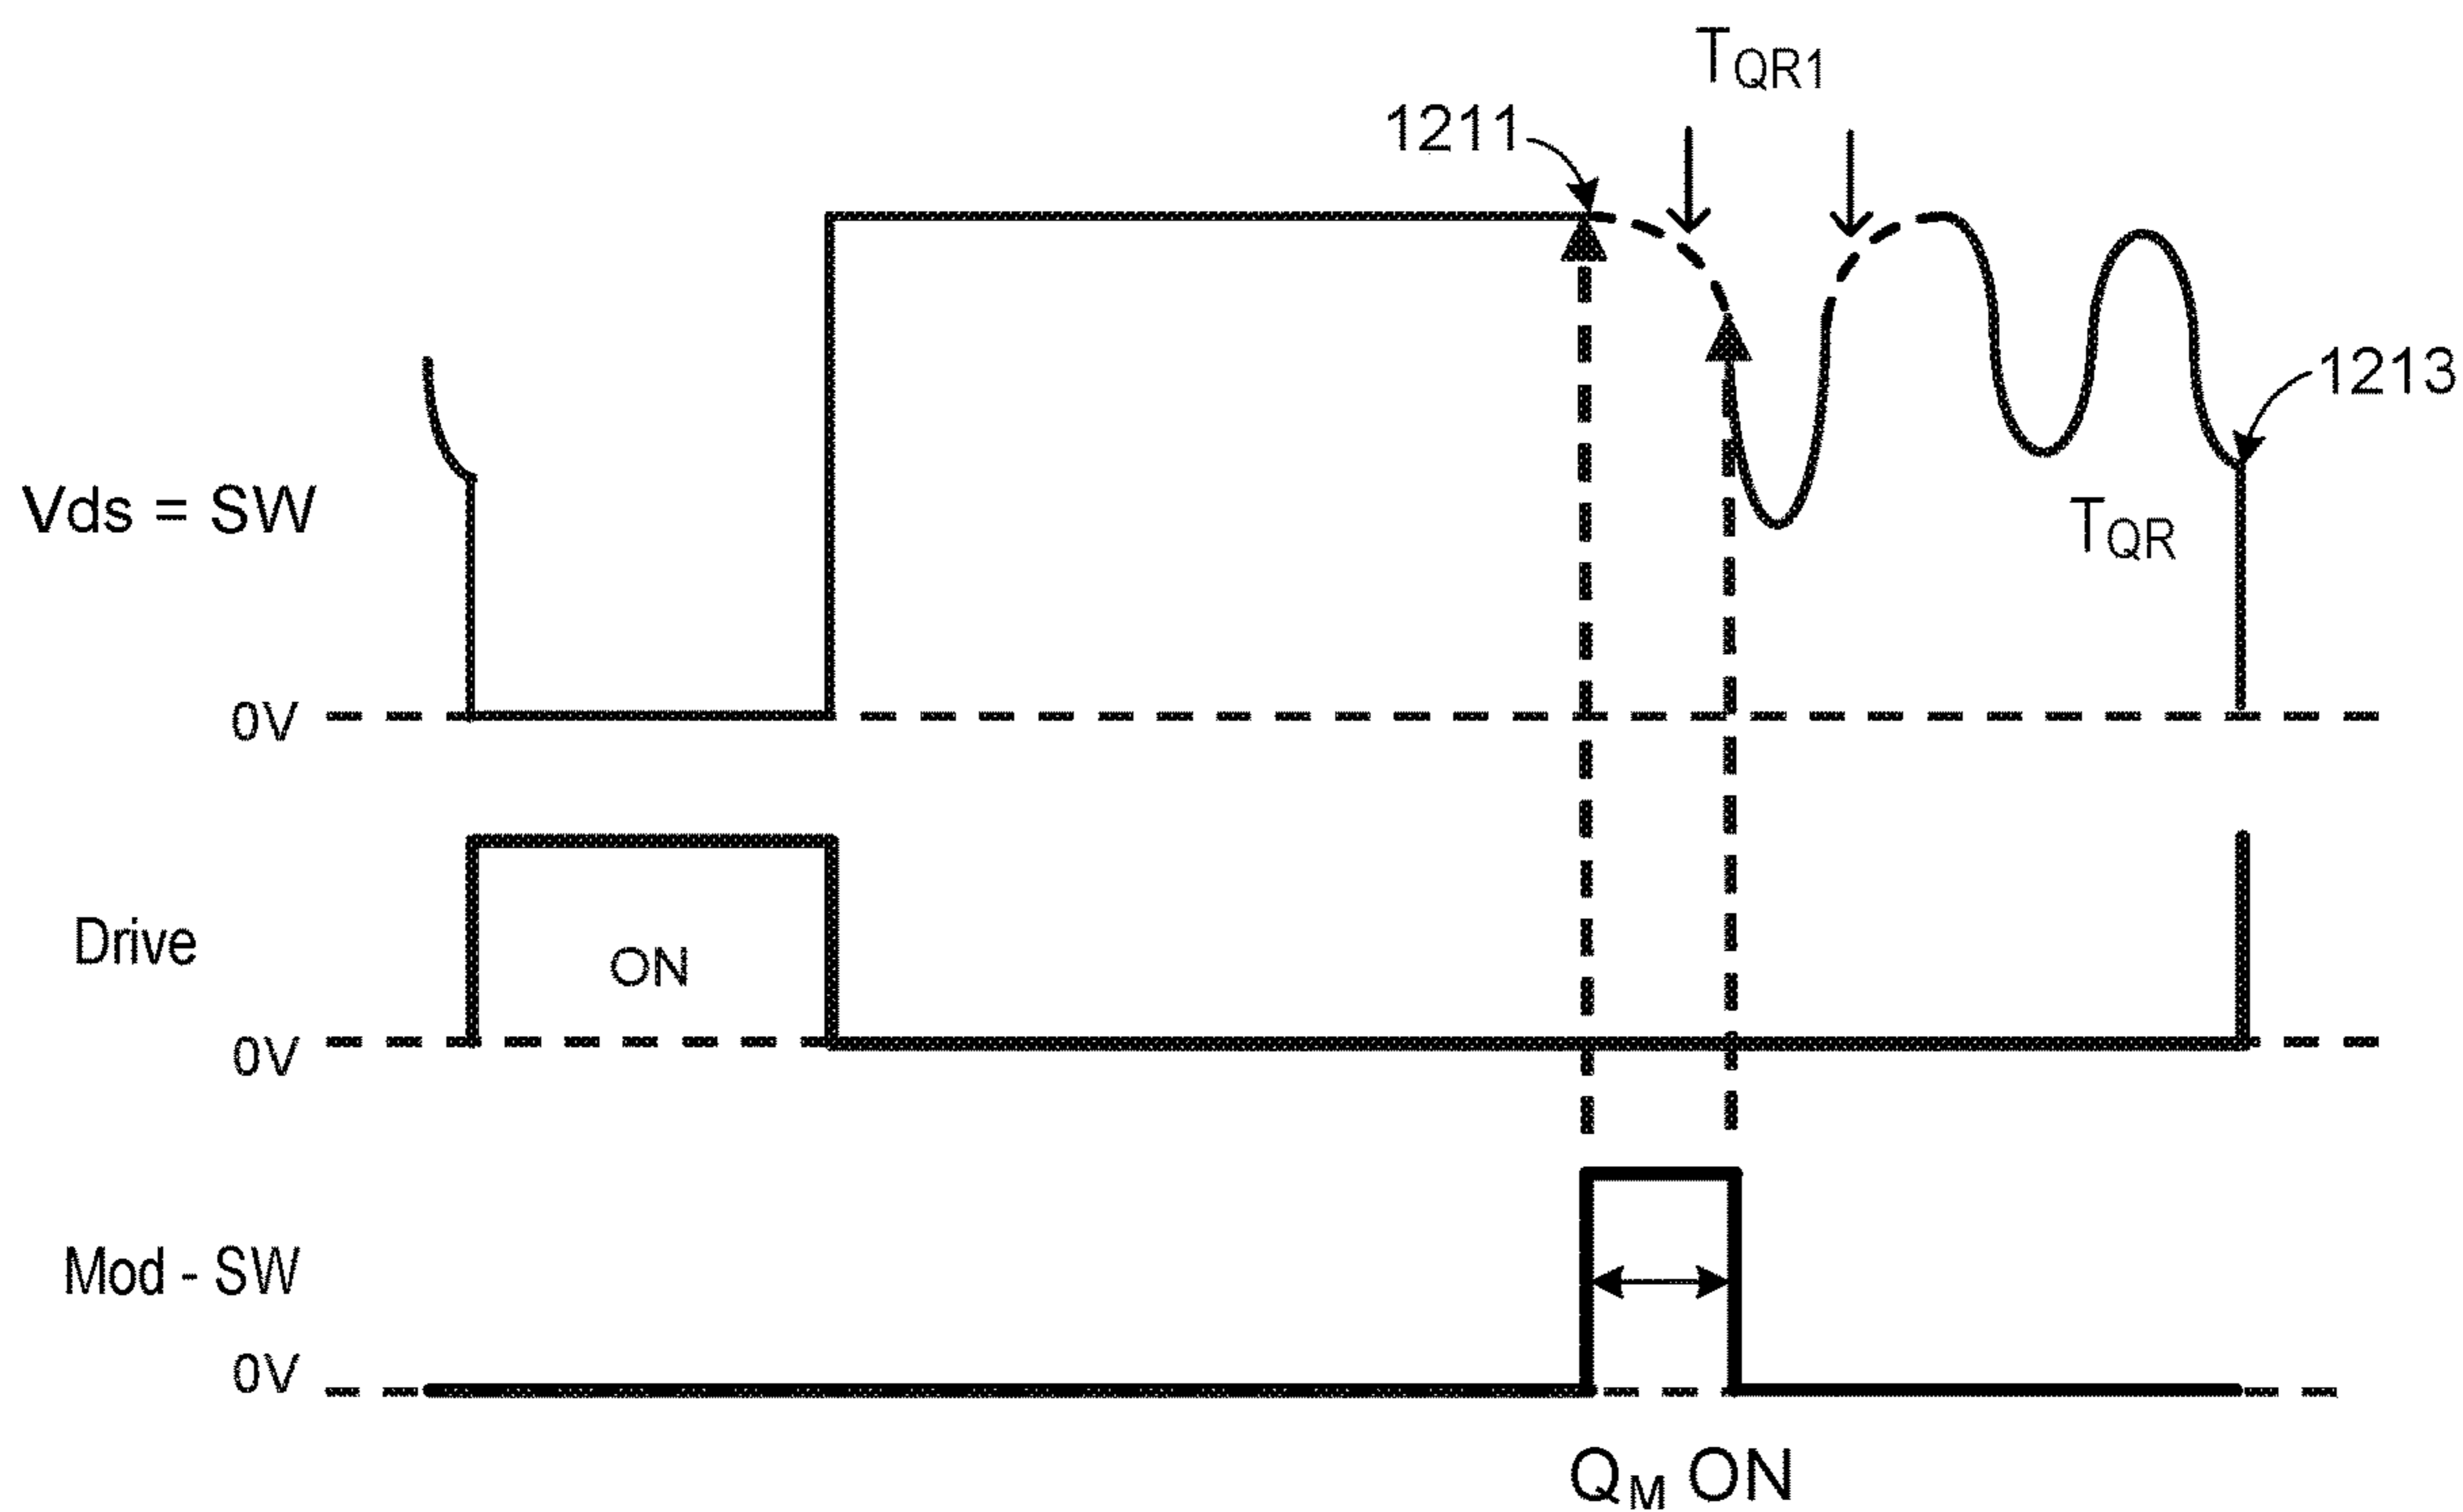 TQR1
1211
1213
Vds = SW
TQR
0V
Drive
ON
0V
Mod - SW
0V
QM ON